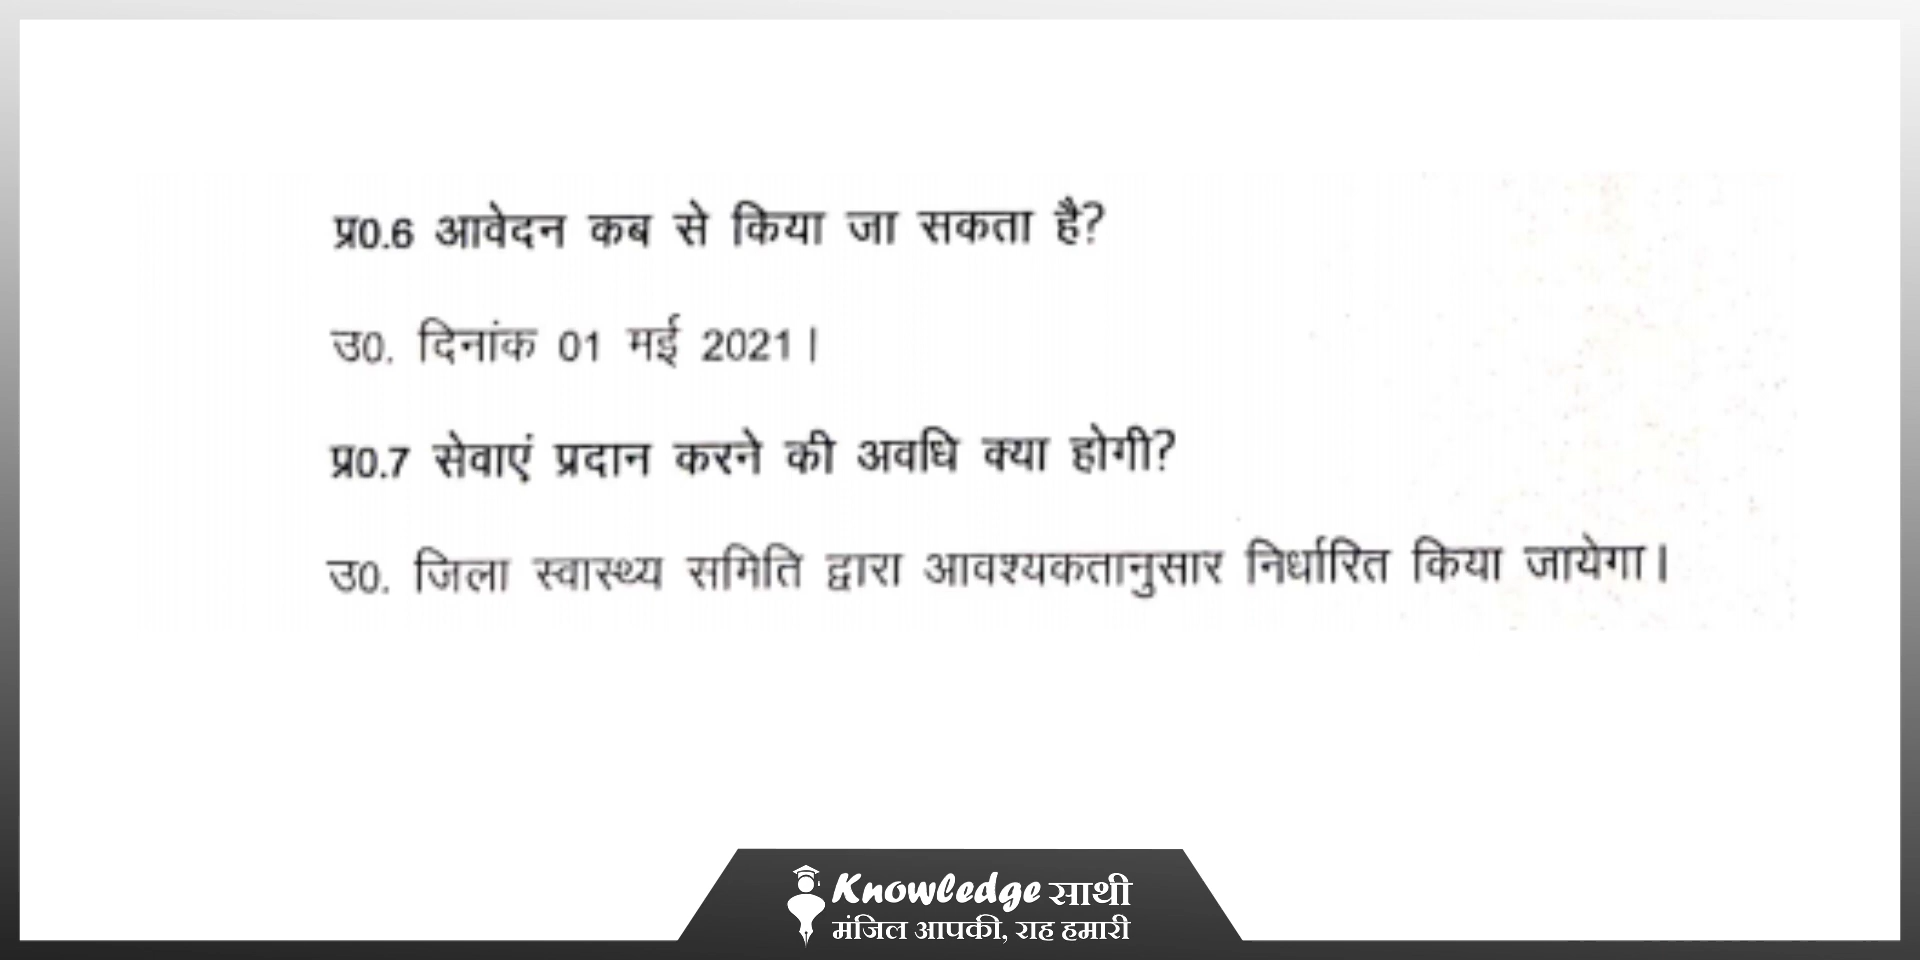 प्र0.6 आवेदन कब से किया जा सकता है?
उ0. दिनांक 01 मई 2021।
प्र0.7 सेवाएं प्रदान करने की अवधि क्या होगी?
उ0. जिला स्वास्थ्य समिति द्वारा आवश्यकतानुसार निर्धारित किया जायेगा।
Knowledge साथी
मंजिल आपकी, राह हमारी